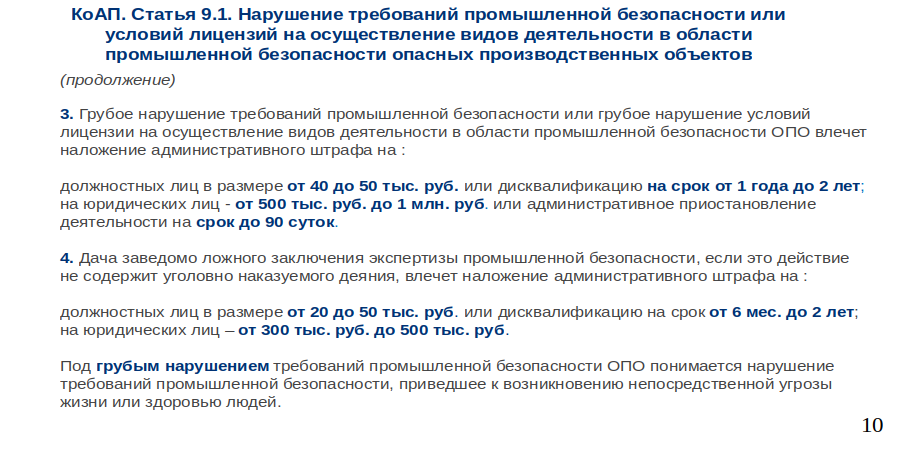 КоАП. Статья 9.1. Нарушение требований промышленной безопасности или
условий лицензий на осуществление видов деятельности в области
промышленной безопасности опасных производственных объектов
(продолжение)
3. Грубое нарушение требований промышленной безопасности или грубое нарушение условий
лицензии на осуществление видов деятельности в области промышленной безопасности ОПО влечет
наложение административного штрафа на :
должностных лиц в размере от 40 до 50 тыс. руб. или дисквалификацию на срок от 1 года до 2 лет;
на юридических лиц - от 500 тыс. руб. до 1 млн. руб. или административное приостановление
деятельности на срок до 90 суток.
4. Дача заведомо ложного заключения экспертизы промышленной безопасности, если это действие
не содержит уголовно наказуемого деяния, влечет наложение административного штрафа на :
должностных лиц в размере от 20 до 50 тыс. руб. или дисквалификацию на срок от 6 мес. до 2 лет;
на юридических лиц – от 300 тыс. руб. до 500 тыс. руб.
Под грубым нарушением требований промышленной безопасности ОПО понимается нарушение
требований промышленной безопасности, приведшее к возникновению непосредственной угрозы
жизни или здоровью людей.
10